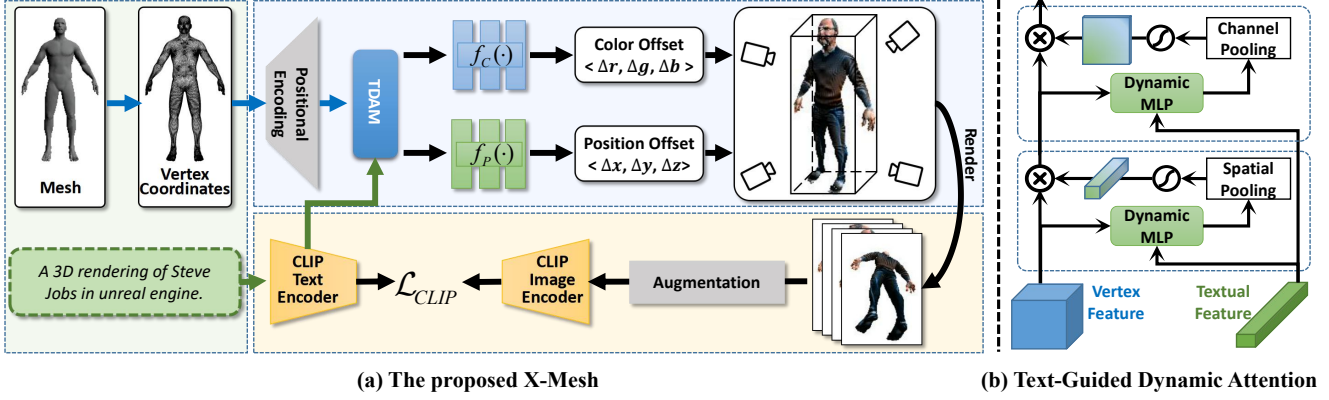 Mesh
Vertex
Coordinates
Positional
Encoding
TDAM
f_C(·)
f_P(·)
Color Offset
< Δr, Δg, Δb >
Position Offset
< Δx, Δy, Δz>
Render
A 3D rendering of Steve
Jobs in unreal engine.
CLIP
Text
Encoder
ℒ_CLIP
CLIP
Image
Encoder
Augmentation
(a) The proposed X-Mesh
Channel
Pooling
Dynamic
MLP
Spatial
Pooling
Dynamic
MLP
Vertex
Feature
Textual
Feature
(b) Text-Guided Dynamic Attention